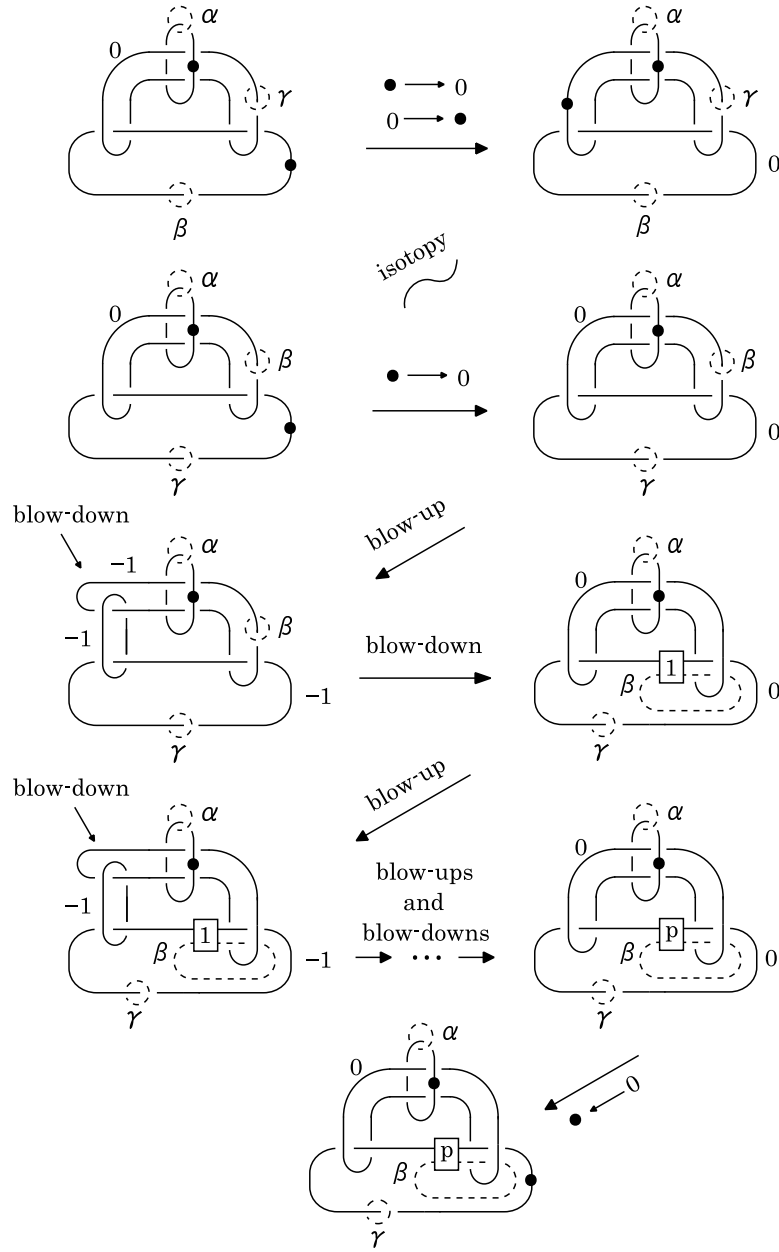 α
0
γ
β
● → 0
0 → ●
α
γ
0
β
isotopy
α
0
β
γ
● → 0
α
0
β
0
γ
blow-down
−1
α
−1
β
−1
γ
blow-up
blow-down
α
0
1
β
0
γ
blow-down
α
−1
1
β
−1
γ
blow-up
blow-ups
and
blow-downs
...
α
0
p
β
0
γ
α
0
p
β
γ
● ← 0